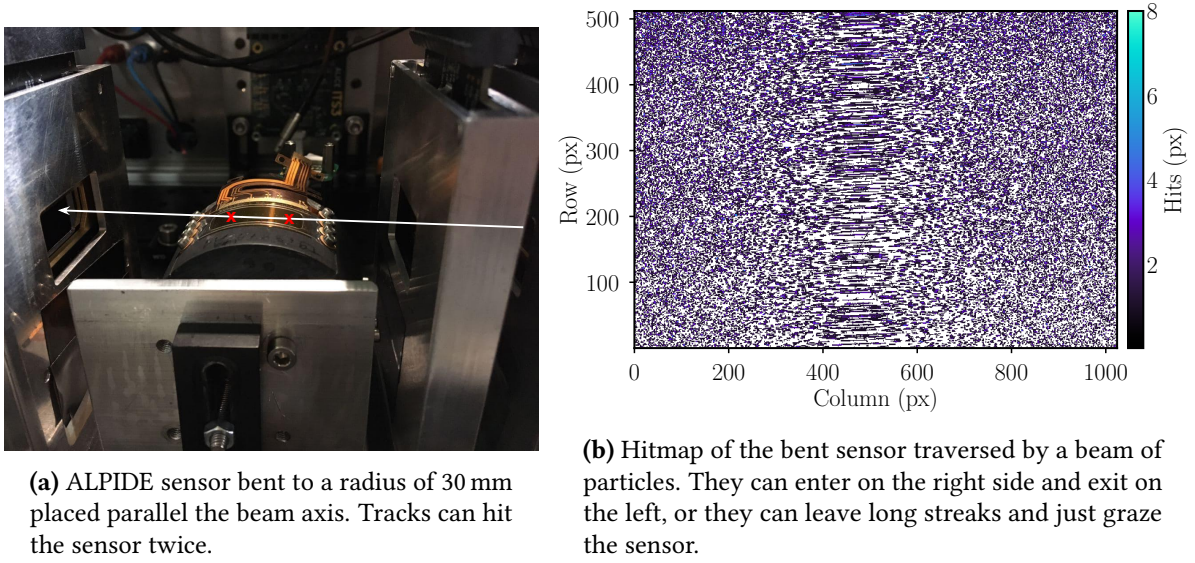 ITS3
500
400
300
200
100
0
200
400
600
800
1000
Row (px)
Column (px)
8
6
4
2
Hits (px)
(a) ALPIDE sensor bent to a radius of 30 mm
placed parallel the beam axis. Tracks can hit
the sensor twice.
(b) Hitmap of the bent sensor traversed by a beam of
particles. They can enter on the right side and exit on
the left, or they can leave long streaks and just graze
the sensor.